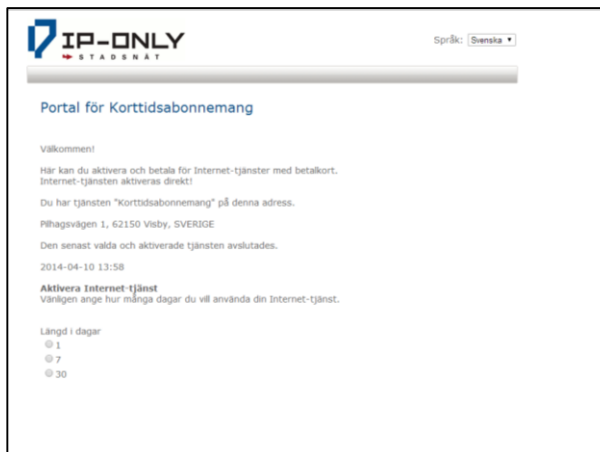 IP-ONLY
STADSNÄT
Språk: Svenska
Portal för Korttidsabonnemang
Välkommen!
Här kan du aktivera och betala för Internet-tjänster med betalkort.
Internet-tjänsten aktiveras direkt!
Du har tjänsten "Korttidsabonnemang" på denna adress.
Pilhagsvägen 1, 62150 Visby, SVERIGE
Den senast valda och aktiverade tjänsten avslutades.
2014-04-10 13:58
Aktivera Internet-tjänst
Vänligen ange hur många dagar du vill använda din Internet-tjänst.
Längd i dagar
1
7
30